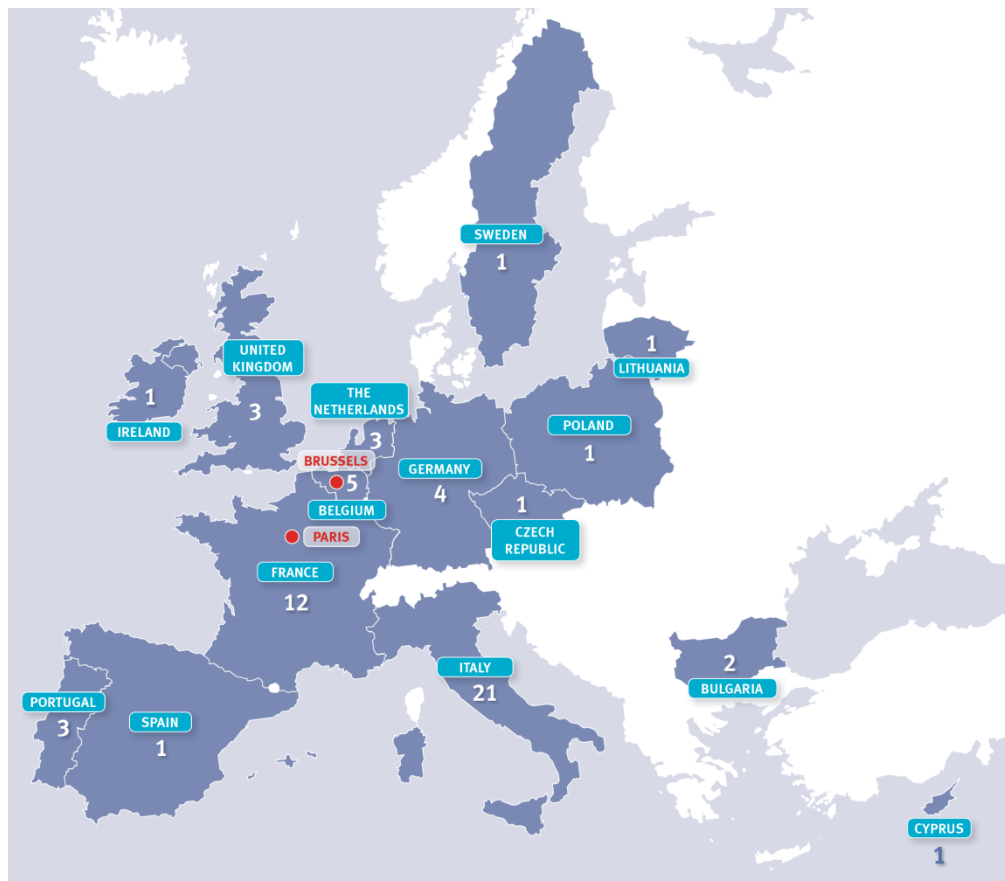 SWEDEN
1
1
LITHUANIA
UNITED
KINGDOM
3
1
IRELAND
THE
NETHERLANDS
3
POLAND
1
BRUSSELS
5
BELGIUM
GERMANY
4
1
CZECH
REPUBLIC
PARIS
FRANCE
12
ITALY
21
2
BULGARIA
PORTUGAL
3
SPAIN
1
CYPRUS
1